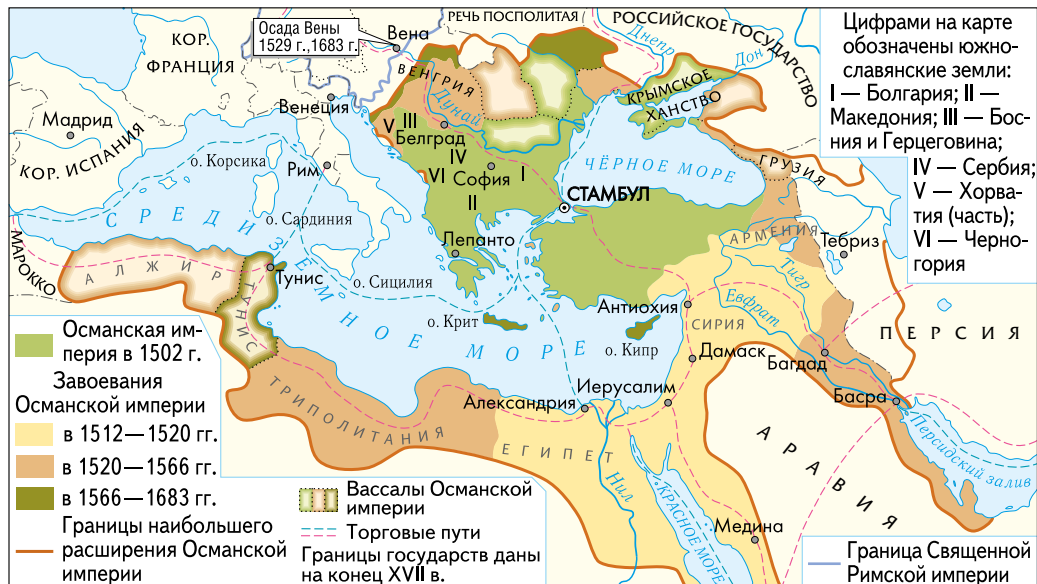 КОР.
ФРАНЦИЯ
Осада Вены
1529 г.,1683 г.
Вена
РЕЧЬ ПОСПОЛИТАЯ
РОССИЙСКОЕ ГОСУДАРСТВО
Днепр
Дон
ВЕНГРИЯ
Дунай
КРЫМСКОЕ
ХАНСТВО
Венеция
Мадрид
КОР. ИСПАНИЯ
о. Корсика
Рим
V
III
Белград
IV
VI
София
I
II
ЧЁРНОЕ МОРЕ
ГРУЗИЯ
СТАМБУЛ
о. Сардиния
СРЕДИЗЕМНОЕ МОРЕ
Лепанто
АРМЕНИЯ
Тебриз
МАРОККО
АЛЖИР
Тунис
ТУНИС
о. Сицилия
о. Крит
о. Кипр
Антиохия
СИРИЯ
Тигр
Евфрат
ПЕРСИЯ
Дамаск
Багдад
Иерусалим
Александрия
Басра
ТРИПОЛИТАНИЯ
ЕГИПЕТ
Нил
КРАСНОЕ МОРЕ
АРАВИЯ
Персидский залив
Медина
Цифрами на карте
обозначены южно-
славянские земли:
I — Болгария; II —
Македония; III — Бос-
ния и Герцеговина;
IV — Сербия;
V — Хорва-
тия (часть);
VI — Черно-
гория
Османская им-
перия в 1502 г.
Завоевания
Османской империи
в 1512—1520 гг.
в 1520—1566 гг.
в 1566—1683 гг.
Границы наибольшего
расширения Османской
империи
Вассалы Османской
империи
Торговые пути
Границы государств даны
на конец XVII в.
Граница Священной
Римской империи